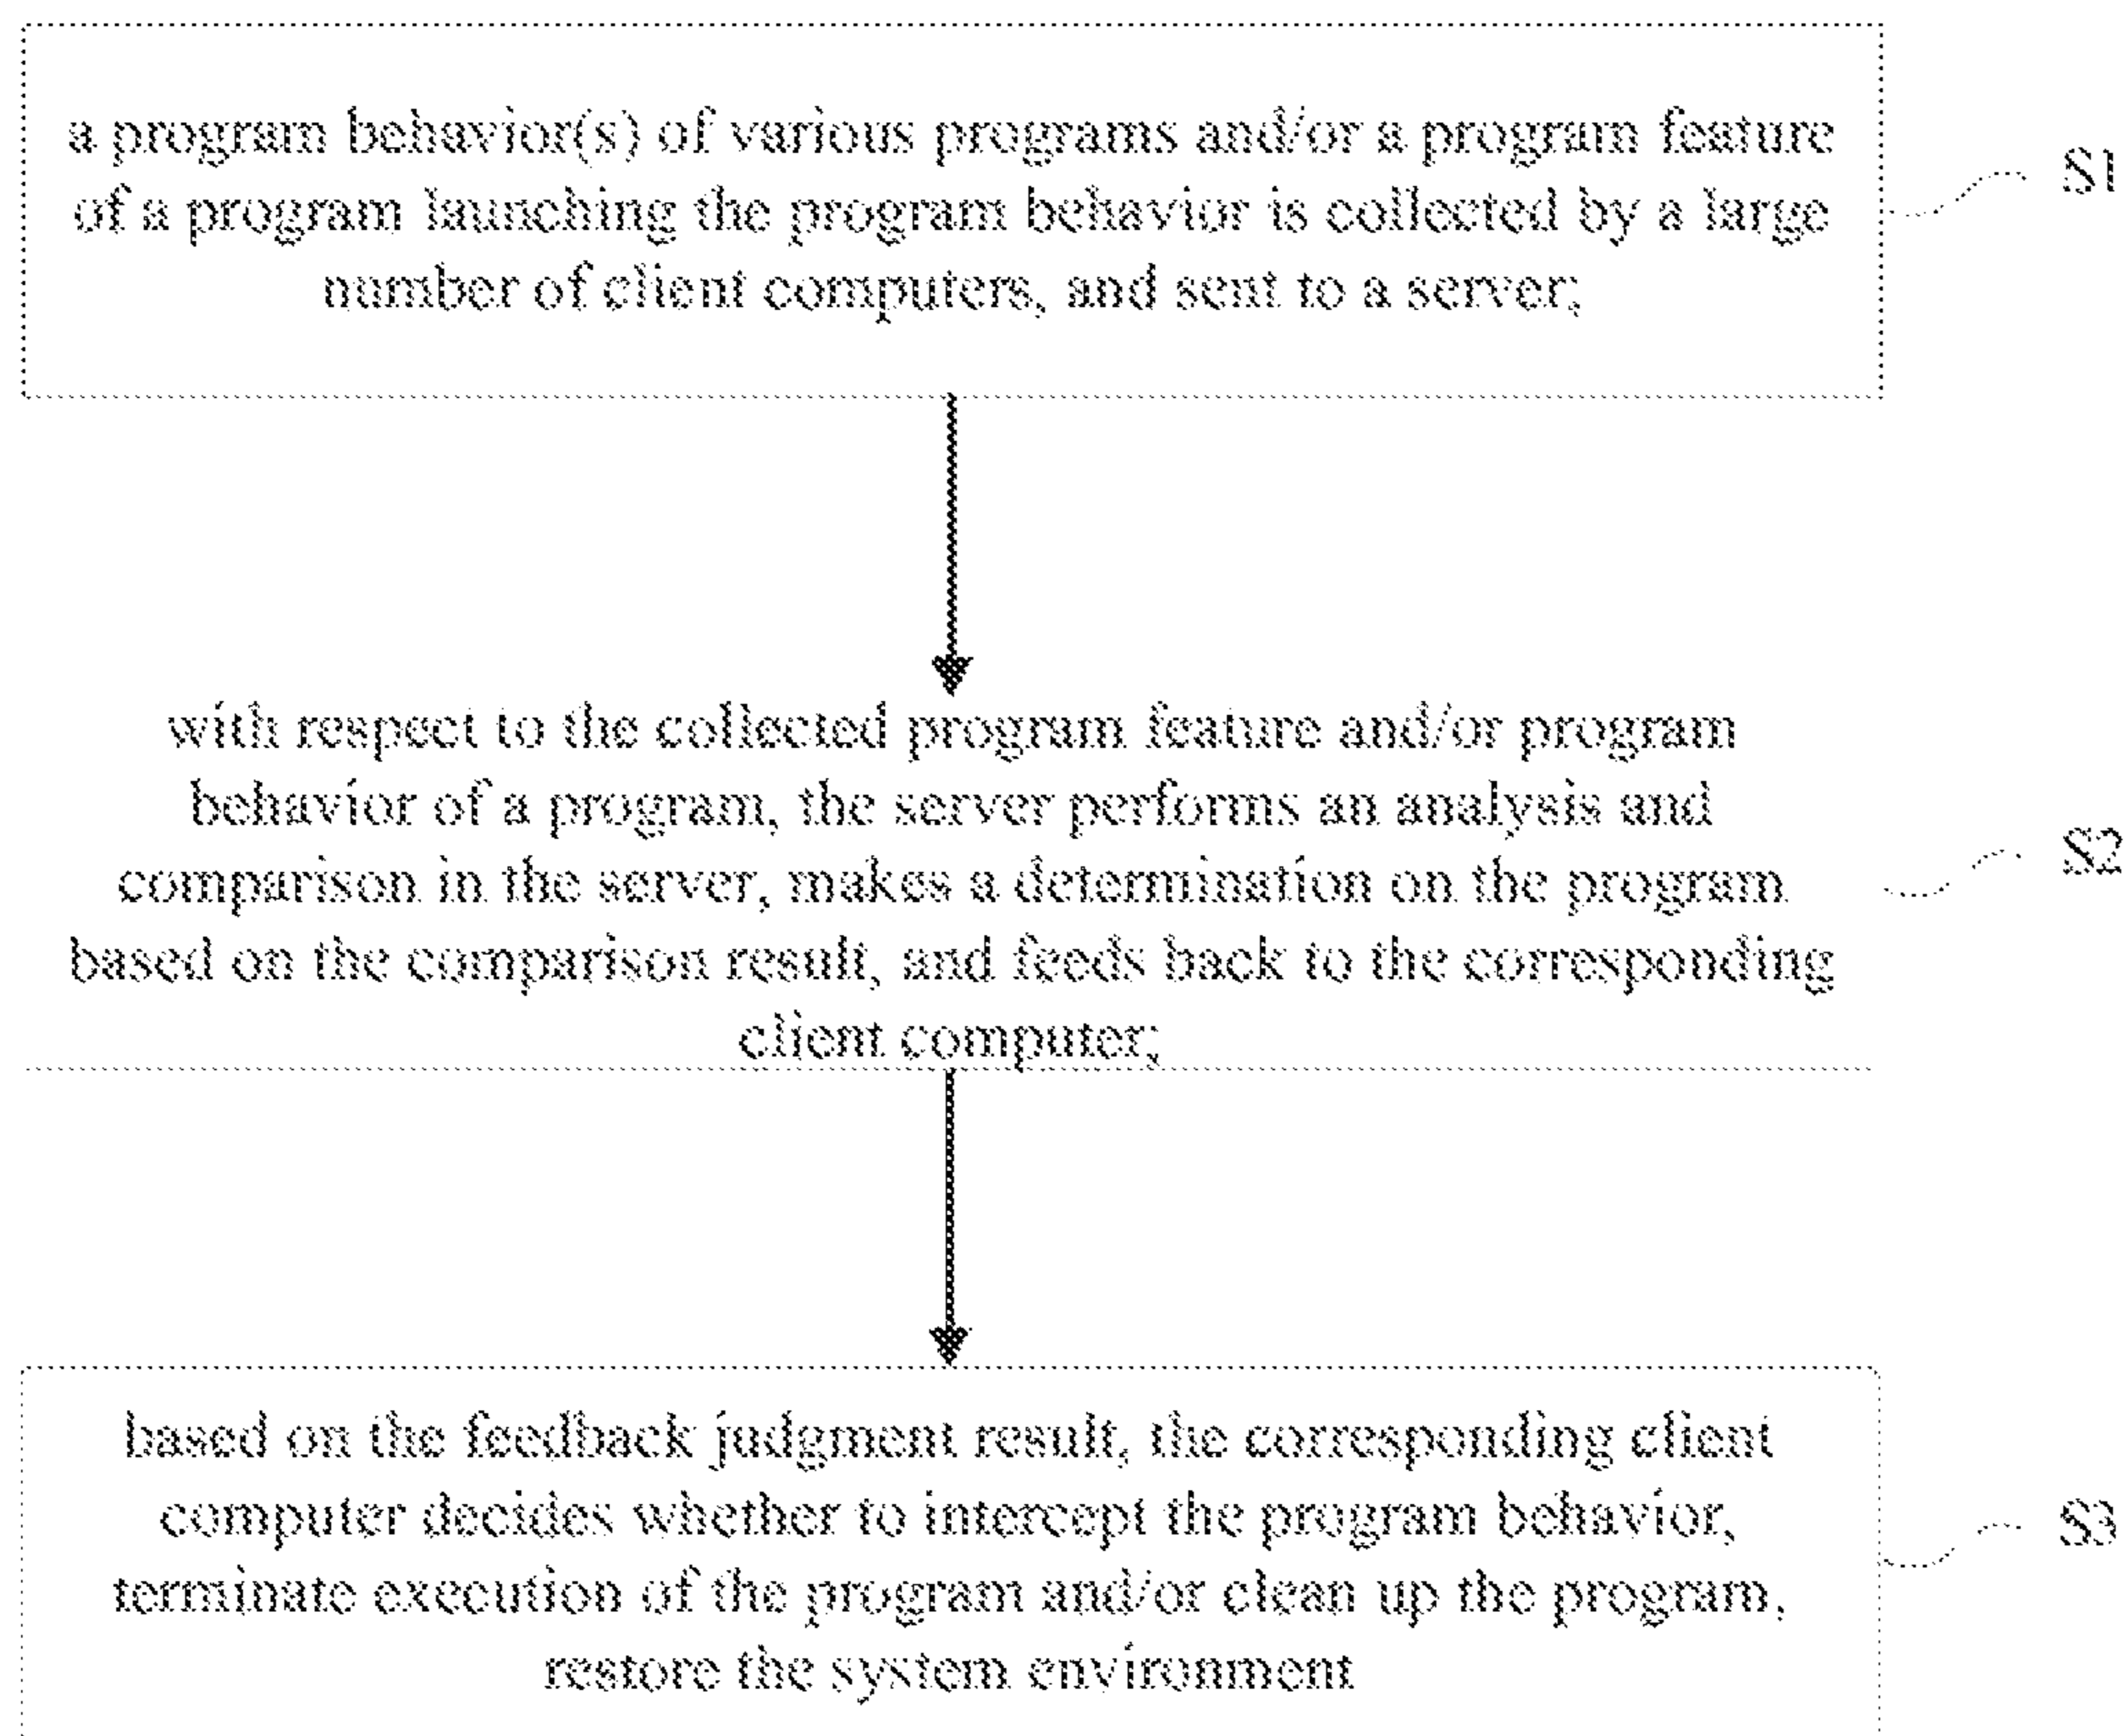 a program behavior(s) of various programs and/or a program feature
of a program launching the program behavior is collected by a large
number of client computers, and sent to a server;
S1
with respect to the collected program feature and/or program
behavior of a program, the server performs an analysis and
comparison in the server, makes a determination on the program
based on the comparison result, and feeds back to the corresponding
client computer;
S2
based on the feedback judgment result, the corresponding client
computer decides whether to intercept the program behavior,
terminate execution of the program and/or clean up the program,
restore the system environment
S3